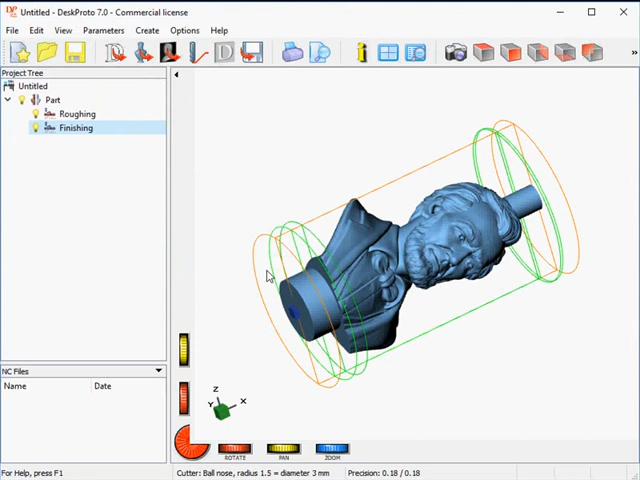 Untitled - DeskProto 7.0 - Commercial license
File Edit View Parameters Create Options Help
Project Tree
Untitled
Part
Roughing
Finishing
NC Files
Name Date
Z
Y X
ROTATE PAN ZOOM
For Help, press F1 Cutter: Ball nose, radius 1.5 = diameter 3 mm Precision: 0.18 / 0.18